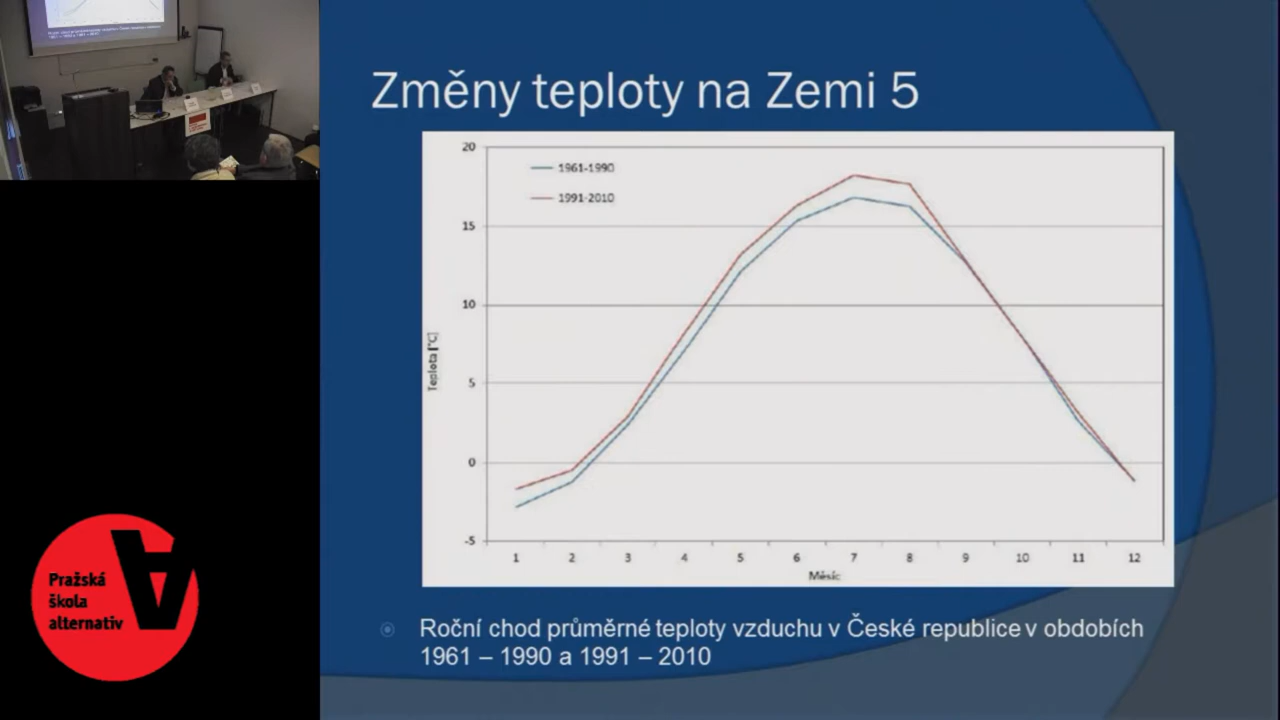 Změny teploty na Zemi 5
20
1961-1990
1991-2010
15
10
5
0
-5
Teplota [°C]
1 2 3 4 5 6 7 8 9 10 11 12
Měsíc
Roční chod průměrné teploty vzduchu v České republice v obdobích
1961 – 1990 a 1991 – 2010
Pražská
škola
alternativ